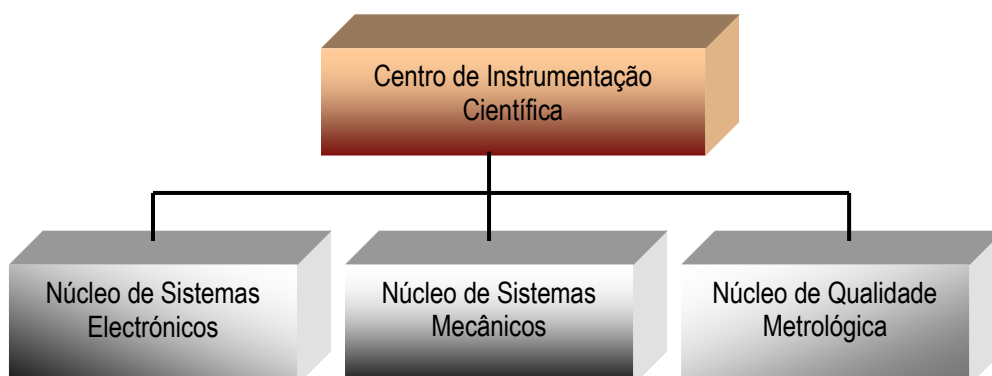 Centro de Instrumentação
Científica
Núcleo de Sistemas
Electrónicos
Núcleo de Sistemas
Mecânicos
Núcleo de Qualidade
Metrológica